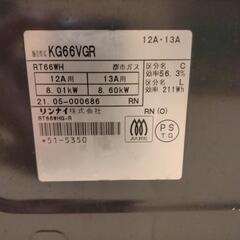 12A・13A
KG66VGR
RT66WH 都市ガス
区分名 C
効率56.3%
12A用 13A用
区分名 L
8.01kW 8.60kW
効率 211Wh
21.05-000686 RN
リンナイ株式会社
RN(O)
RT66WHG-R
*51-5350
PS
TG